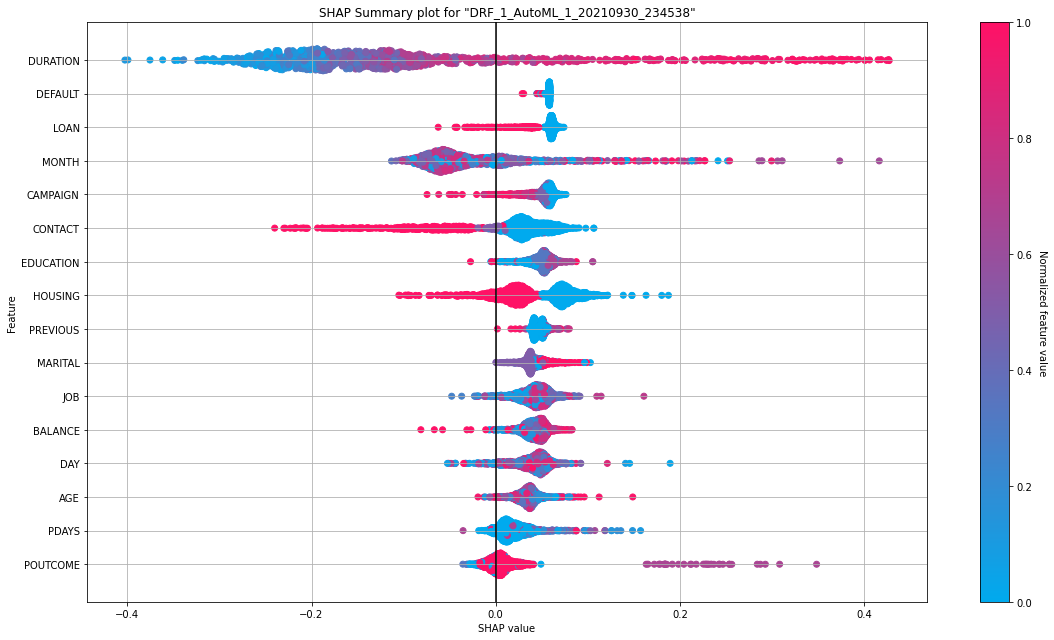 SHAP Summary plot for "DRF_1_AutoML_1_20210930_234538"
DURATION
DEFAULT
LOAN
MONTH
CAMPAIGN
CONTACT
EDUCATION
HOUSING
PREVIOUS
MARITAL
JOB
BALANCE
DAY
AGE
PDAYS
POUTCOME
Feature
−0.4
−0.2
0.0
0.2
0.4
SHAP value
1.0
0.8
0.6
0.4
0.2
0.0
Normalized feature value